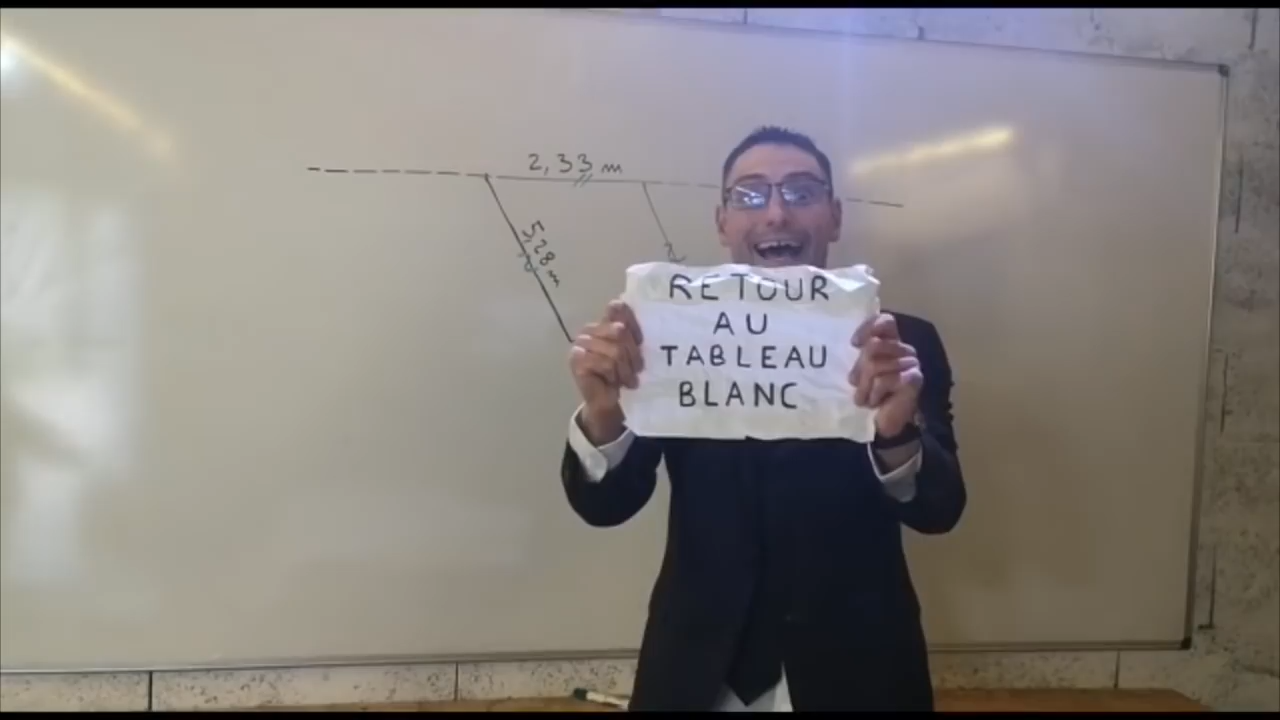 2,33 m
5,28 m
RETOUR
AU
TABLEAU
BLANC